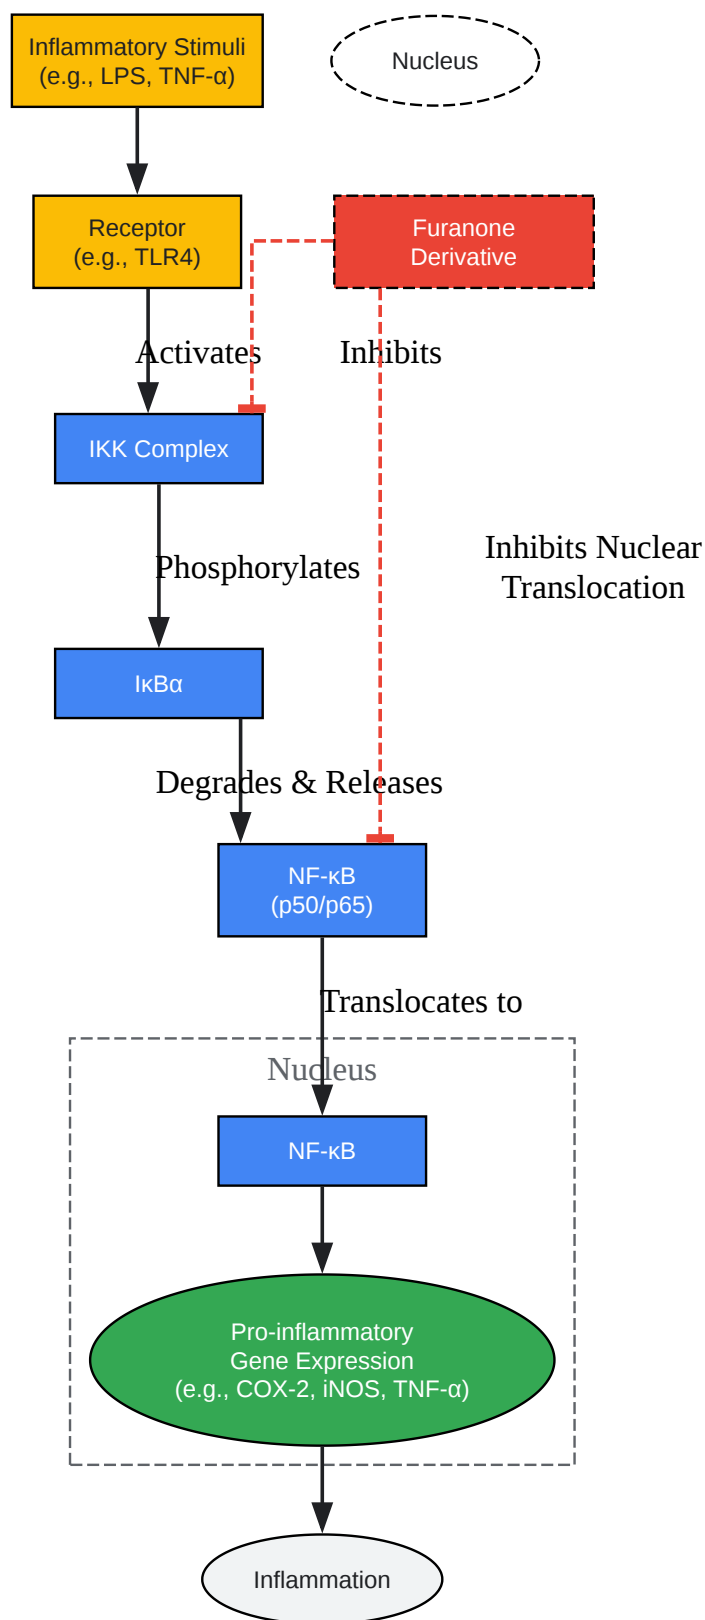 Inflammatory Stimuli
(e.g., LPS, TNF-α)
Nucleus
Receptor
(e.g., TLR4)
Furanone
Derivative
Activates
Inhibits
IKK Complex
Inhibits Nuclear
Translocation
Phosphorylates
IκBα
Degrades & Releases
NF-κB
(p50/p65)
Translocates to
Nucleus
NF-κB
Pro-inflammatory
Gene Expression
(e.g., COX-2, iNOS, TNF-α)
Inflammation